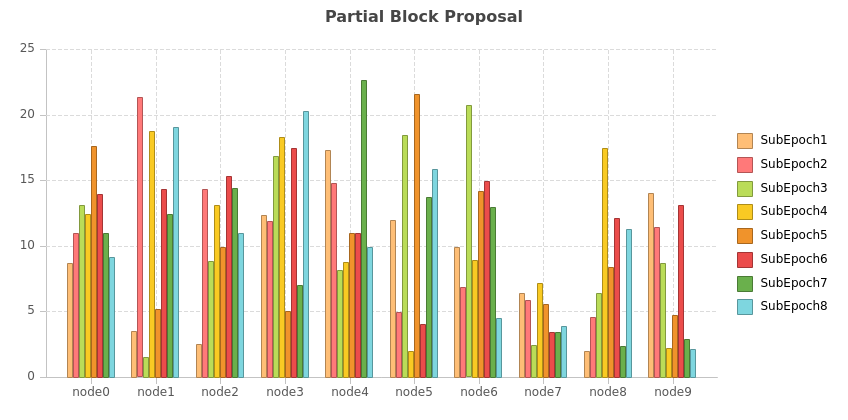 Partial Block Proposal
25
20
15
10
5
0
node0 node1 node2 node3 node4 node5 node6 node7 node8 node9
SubEpoch1
SubEpoch2
SubEpoch3
SubEpoch4
SubEpoch5
SubEpoch6
SubEpoch7
SubEpoch8